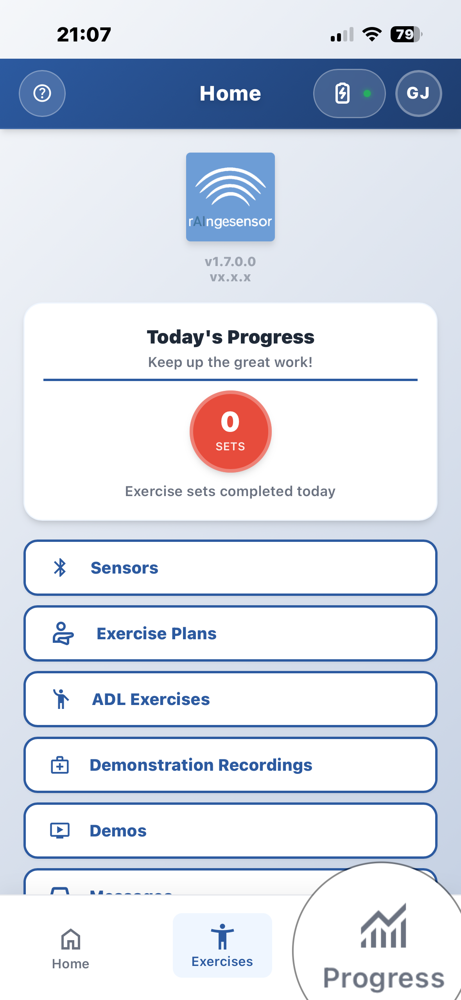 21:07
79
Home
GJ
rAIngesensor
v1.7.0.0
vx.x.x
Today's Progress
Keep up the great work!
0
SETS
Exercise sets completed today
Sensors
Exercise Plans
ADL Exercises
Demonstration Recordings
Demos
Messages
Home
Exercises
Progress